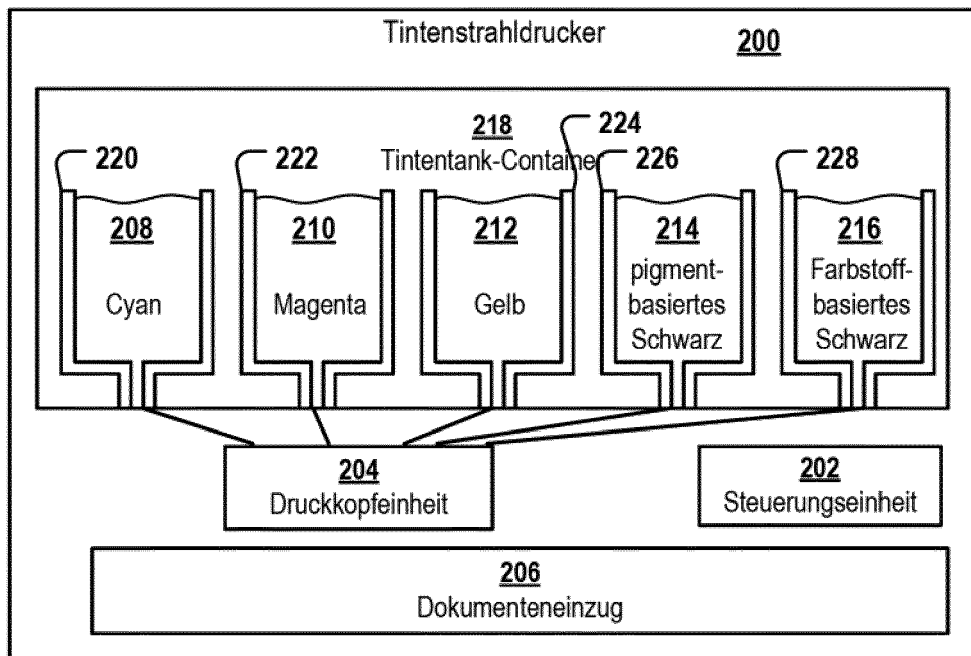 Tintenstrahldrucker 200
218 224
220 222 Tintentank-Container 226 228
208 210 212 214 216
Cyan Magenta Gelb pigment- Farbstoff-
basiertes basiertes
Schwarz Schwarz
204 202
Druckkopfeinheit Steuerungseinheit
206
Dokumenteneinzug